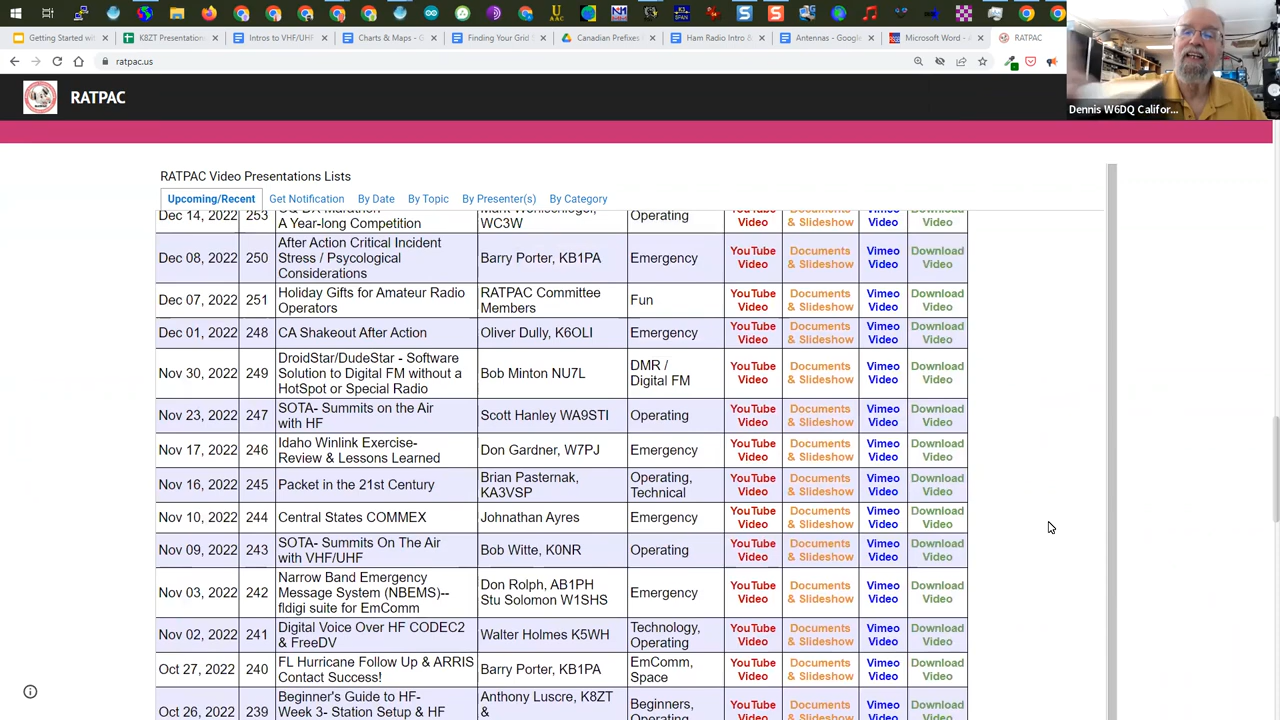 Getting Started with
K8ZT Presentation
Intros to VHF/UHF
Charts & Maps - G
Finding Your Grid
Canadian Prefixes
Ham Radio Intro &
Antennas - Google
Microsoft Word - A
RATPAC
ratpac.us
RATPAC
Dennis W6DQ Califor...
RATPAC Video Presentations Lists
Upcoming/Recent Get Notification By Date By Topic By Presenter(s) By Category
Dec 14, 2022 253 A Year-long Competition WC3W Operating YouTube Video Documents & Slideshow Vimeo Video Download Video
Dec 08, 2022 250 After Action Critical Incident
Stress / Psycological
Considerations
Barry Porter, KB1PA Emergency YouTube Video Documents & Slideshow Vimeo Video Download Video
Dec 07, 2022 251 Holiday Gifts for Amateur Radio
Operators
RATPAC Committee
Members
Fun YouTube Video Documents & Slideshow Vimeo Video Download Video
Dec 01, 2022 248 CA Shakeout After Action Oliver Dully, K6OLI Emergency YouTube Video Documents & Slideshow Vimeo Video Download Video
Nov 30, 2022 249 DroidStar/DudeStar - Software
Solution to Digital FM without a
HotSpot or Special Radio
Bob Minton NU7L DMR /
Digital FM
YouTube Video Documents & Slideshow Vimeo Video Download Video
Nov 23, 2022 247 SOTA- Summits on the Air
with HF
Scott Hanley WA9STI Operating YouTube Video Documents & Slideshow Vimeo Video Download Video
Nov 17, 2022 246 Idaho Winlink Exercise-
Review & Lessons Learned
Don Gardner, W7PJ Emergency YouTube Video Documents & Slideshow Vimeo Video Download Video
Nov 16, 2022 245 Packet in the 21st Century Brian Pasternak,
KA3VSP
Operating,
Technical
YouTube Video Documents & Slideshow Vimeo Video Download Video
Nov 10, 2022 244 Central States COMMEX Johnathan Ayres Emergency YouTube Video Documents & Slideshow Vimeo Video Download Video
Nov 09, 2022 243 SOTA- Summits On The Air
with VHF/UHF
Bob Witte, K0NR Operating YouTube Video Documents & Slideshow Vimeo Video Download Video
Nov 03, 2022 242 Narrow Band Emergency
Message System (NBEMS)--
fldigi suite for EmComm
Don Rolph, AB1PH
Stu Solomon W1SHS
Emergency YouTube Video Documents & Slideshow Vimeo Video Download Video
Nov 02, 2022 241 Digital Voice Over HF CODEC2
& FreeDV
Walter Holmes K5WH Technology,
Operating
YouTube Video Documents & Slideshow Vimeo Video Download Video
Oct 27, 2022 240 FL Hurricane Follow Up & ARRIS
Contact Success!
Barry Porter, KB1PA EmComm,
Space
YouTube Video Documents & Slideshow Vimeo Video Download Video
Oct 26, 2022 239 Beginner's Guide to HF-
Week 3- Station Setup & HF
Anthony Luscre, K8ZT
&
Beginners,
YouTube Video Documents & Slideshow Vimeo Video Download Video